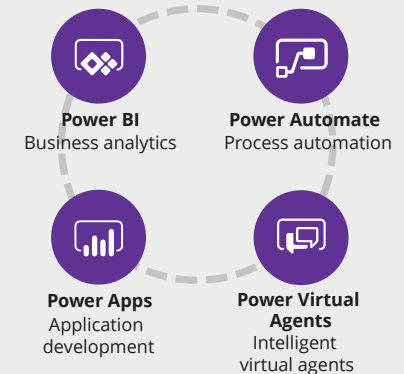 Power BI
Business analytics
Power Automate
Process automation
Power Apps
Application
development
Power Virtual
Agents
Intelligent
virtual agents